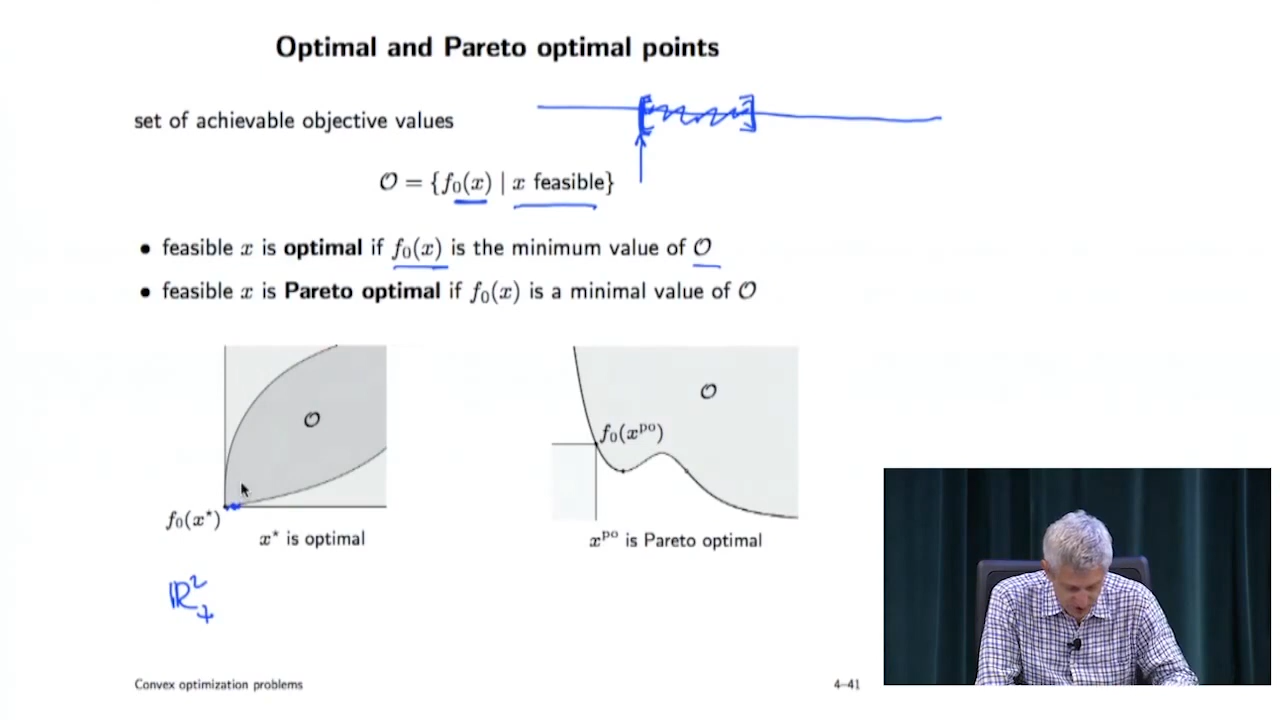 Optimal and Pareto optimal points
set of achievable objective values
𝒪 = {f₀(x) | x feasible}
• feasible x is optimal if f₀(x) is the minimum value of 𝒪
• feasible x is Pareto optimal if f₀(x) is a minimal value of 𝒪
𝒪
f₀(x*)
x* is optimal
𝒪
f₀(xᵖᵒ)
xᵖᵒ is Pareto optimal
ℝ²₊
Convex optimization problems
4–41